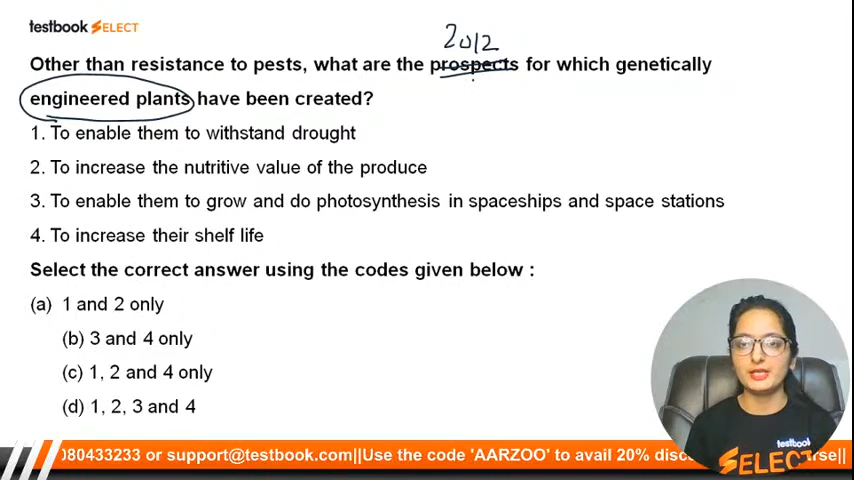 testbook SELECT
2012
Other than resistance to pests, what are the prospects for which genetically
engineered plants have been created?
1. To enable them to withstand drought
2. To increase the nutritive value of the produce
3. To enable them to grow and do photosynthesis in spaceships and space stations
4. To increase their shelf life
Select the correct answer using the codes given below :
(a) 1 and 2 only
(b) 3 and 4 only
(c) 1, 2 and 4 only
(d) 1, 2, 3 and 4
testbook
SELECT
080433233 or support@testbook.com||Use the code 'AARZOO' to avail 20%